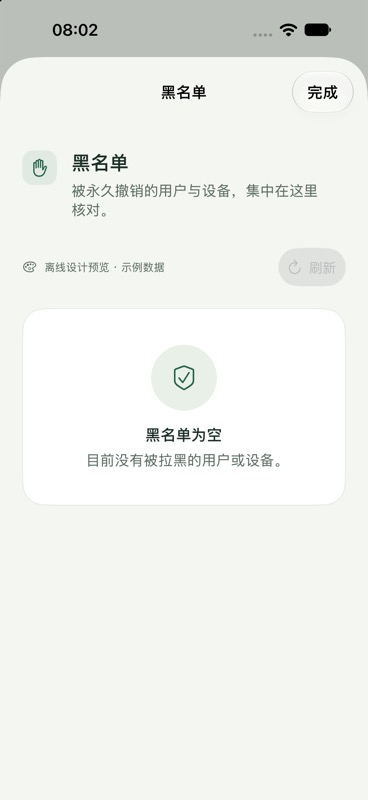 08:02
黑名单
完成
黑名单
被永久撤销的用户与设备，集中在这里
核对。
离线设计预览 · 示例数据
刷新
黑名单为空
目前没有被拉黑的用户或设备。